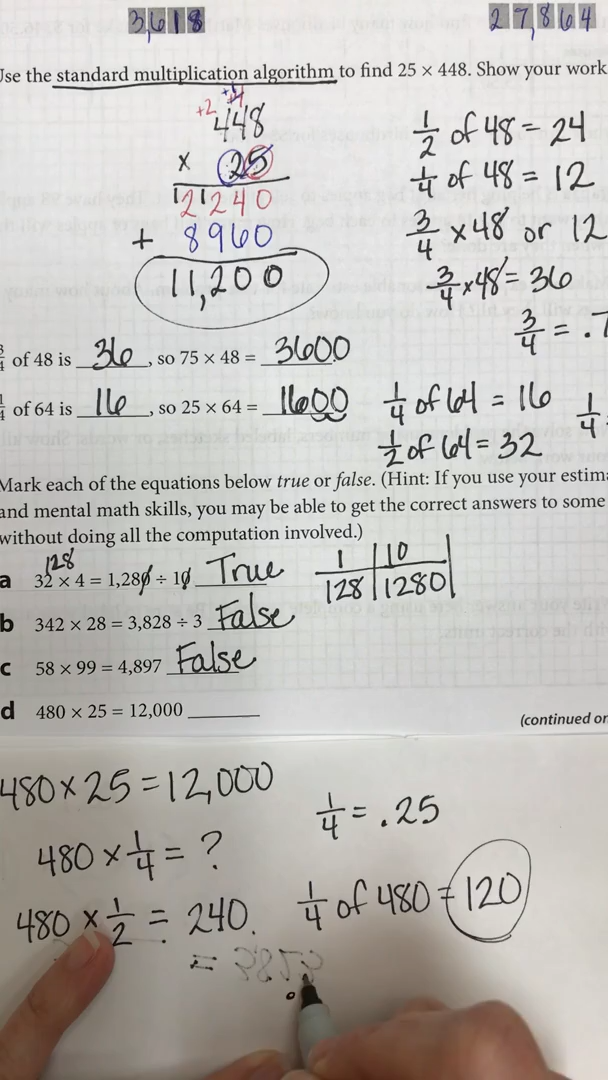 3,618
27,864
Use the standard multiplication algorithm to find 25 × 448. Show your work
+2 +4
448
× 25
2240
+ 8960
11,200
1/2 of 48 = 24
1/4 of 48 = 12
3/4 × 48 or 12
3/4 × 48 = 36
3/4 = .7
3/4 of 48 is 36, so 75 × 48 = 3600
1/4 of 64 is 16, so 25 × 64 = 1600
1/4 of 64 = 16
1/4
1/2 of 64 = 32
Mark each of the equations below true or false. (Hint: If you use your estima
and mental math skills, you may be able to get the correct answers to some
without doing all the computation involved.)
128
a 32 × 4 = 1,280 ÷ 10 True
1 10
128 1280
b 342 × 28 = 3,828 ÷ 3 False
c 58 × 99 = 4,897 False
d 480 × 25 = 12,000
(continued on
480 × 25 = 12,000
1/4 = .25
480 × 1/4 = ?
480 × 1/2 = 240.
1/4 of 480 = 120